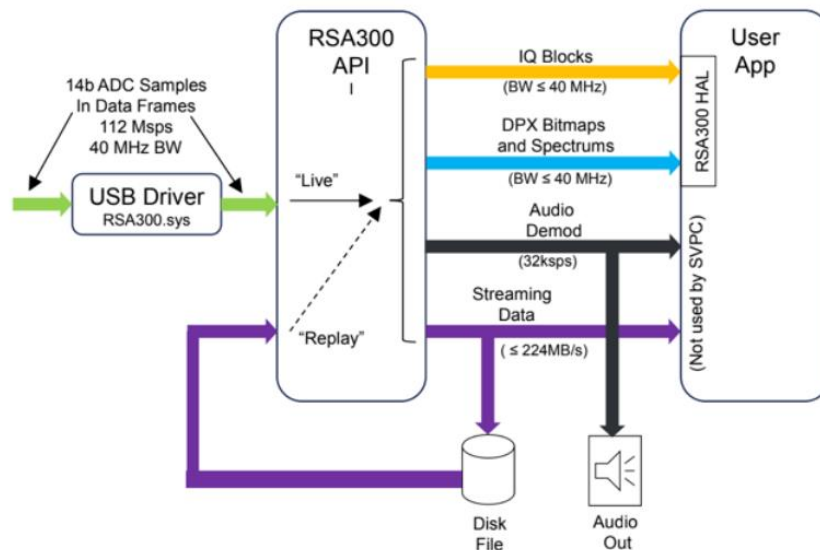 14b ADC Samples
In Data Frames
112 Msps
40 MHz BW
USB Driver
RSA300.sys
RSA300
API
I
"Live"
"Replay"
IQ Blocks
(BW ≤ 40 MHz)
DPX Bitmaps
and Spectrums
(BW ≤ 40 MHz)
Audio
Demod
(32ksps)
Streaming
Data
( ≤ 224MB/s)
User
App
RSA300 HAL
(Not used by SVPC)
Disk
File
Audio
Out